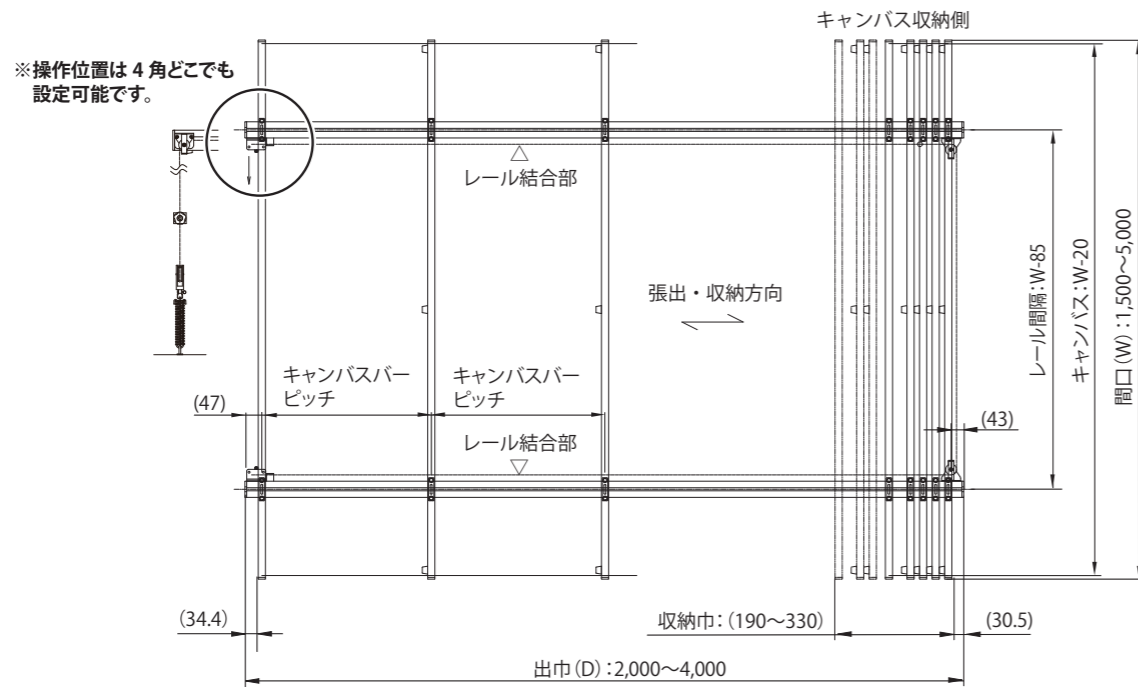 キャンバス収納側
※操作位置は 4 角どこでも
設定可能です。
レール結合部
張出・収納方向
レール間隔:W-85
キャンバス:W-20
間口(W):1,500~5,000
キャンバスバー
ピッチ
キャンバスバー
ピッチ
(47)
(43)
レール結合部
(34.4)
収納巾:(190~330)
(30.5)
出巾(D):2,000~4,000